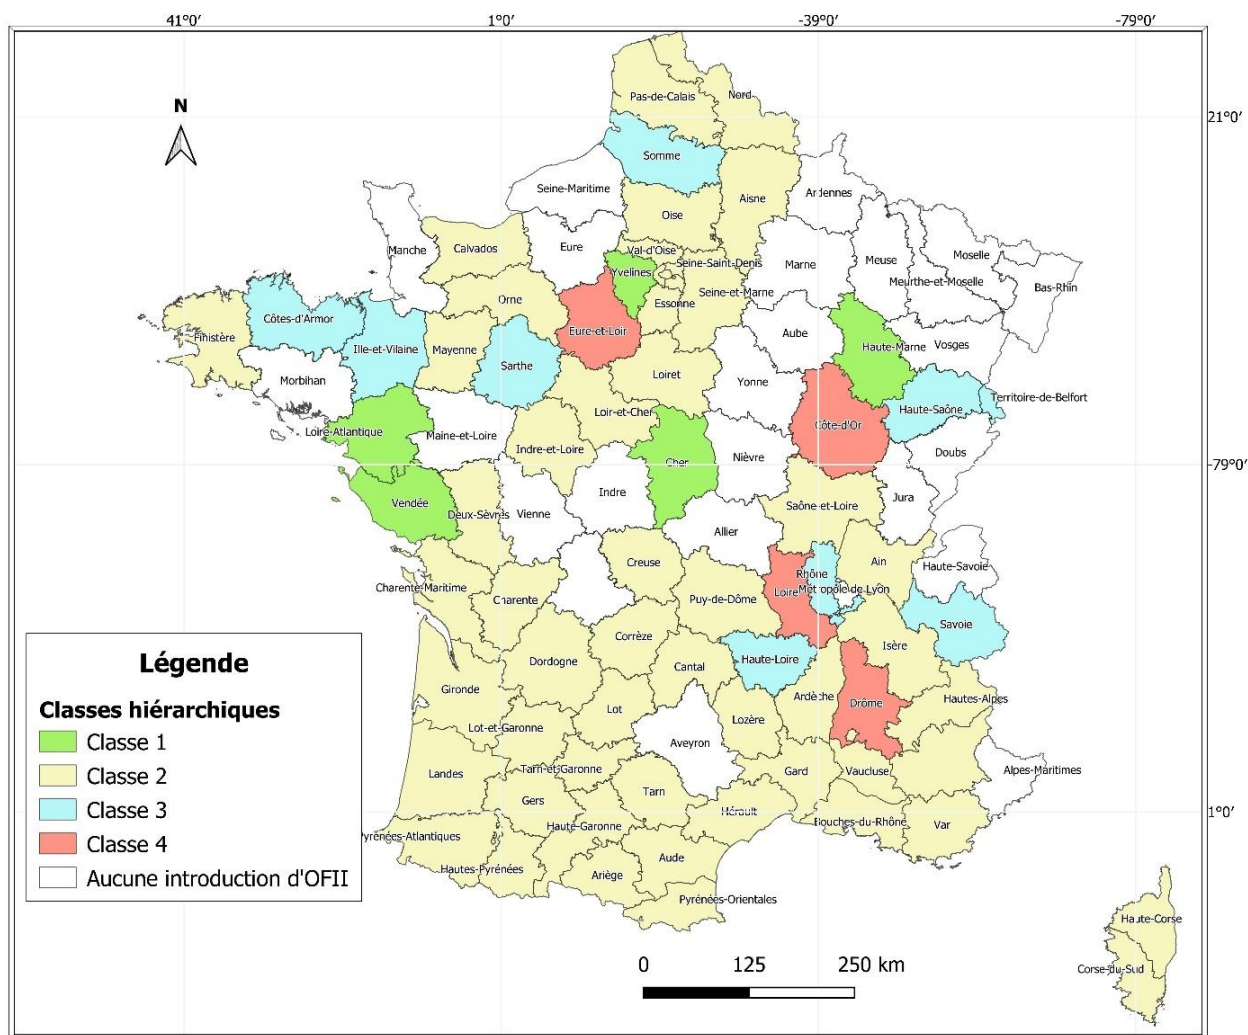 41°0′ 1°0′ -39°0′ -79°0′
N
21°0′
Pas-de-Calais Nord
Somme
Seine-Maritime Ardennes
Aisne
Oise
Manche Calvados Eure Val-d'Oise
Seine-Saint-Denis Marne Meuse Moselle
Yvelines
Meurthe-et-Moselle Bas-Rhin
Orne Essonne Seine-et-Marne
Côtes-d'Armor Eure-et-Loir Aube
Finistère Ille-et-Vilaine Mayenne Haute-Marne Vosges
Sarthe Loiret
Morbihan Yonne
Territoire-de-Belfort
Loir-et-Cher Haute-Saône
Loire-Atlantique Maine-et-Loire Côte-d'Or
Indre-et-Loire Doubs
Cher Nièvre -79°0′
Indre
Vendée Deux-Sèvres Vienne Saône-et-Loire Jura
Allier
Creuse Ain Haute-Savoie
Charente-Maritime Rhône
Métropole de Lyon
Charente Puy-de-Dôme Loire
Savoie
Corrèze Isère
Dordogne Cantal Haute-Loire
Gironde
Ardèche Drôme Hautes-Alpes
Lot Lozère
Lot-et-Garonne
Aveyron
Landes Tarn-et-Garonne Gard Vaucluse Alpes-Maritimes
Tarn
Gers
Hérault 1°0′
Haute-Garonne Bouches-du-Rhône Var
Pyrénées-Atlantiques
Aude
Hautes-Pyrénées Ariège
Pyrénées-Orientales
Haute-Corse
Corse-du-Sud
Légende
Classes hiérarchiques
Classe 1
Classe 2
Classe 3
Classe 4
Aucune introduction d'OFII
0 125 250 km